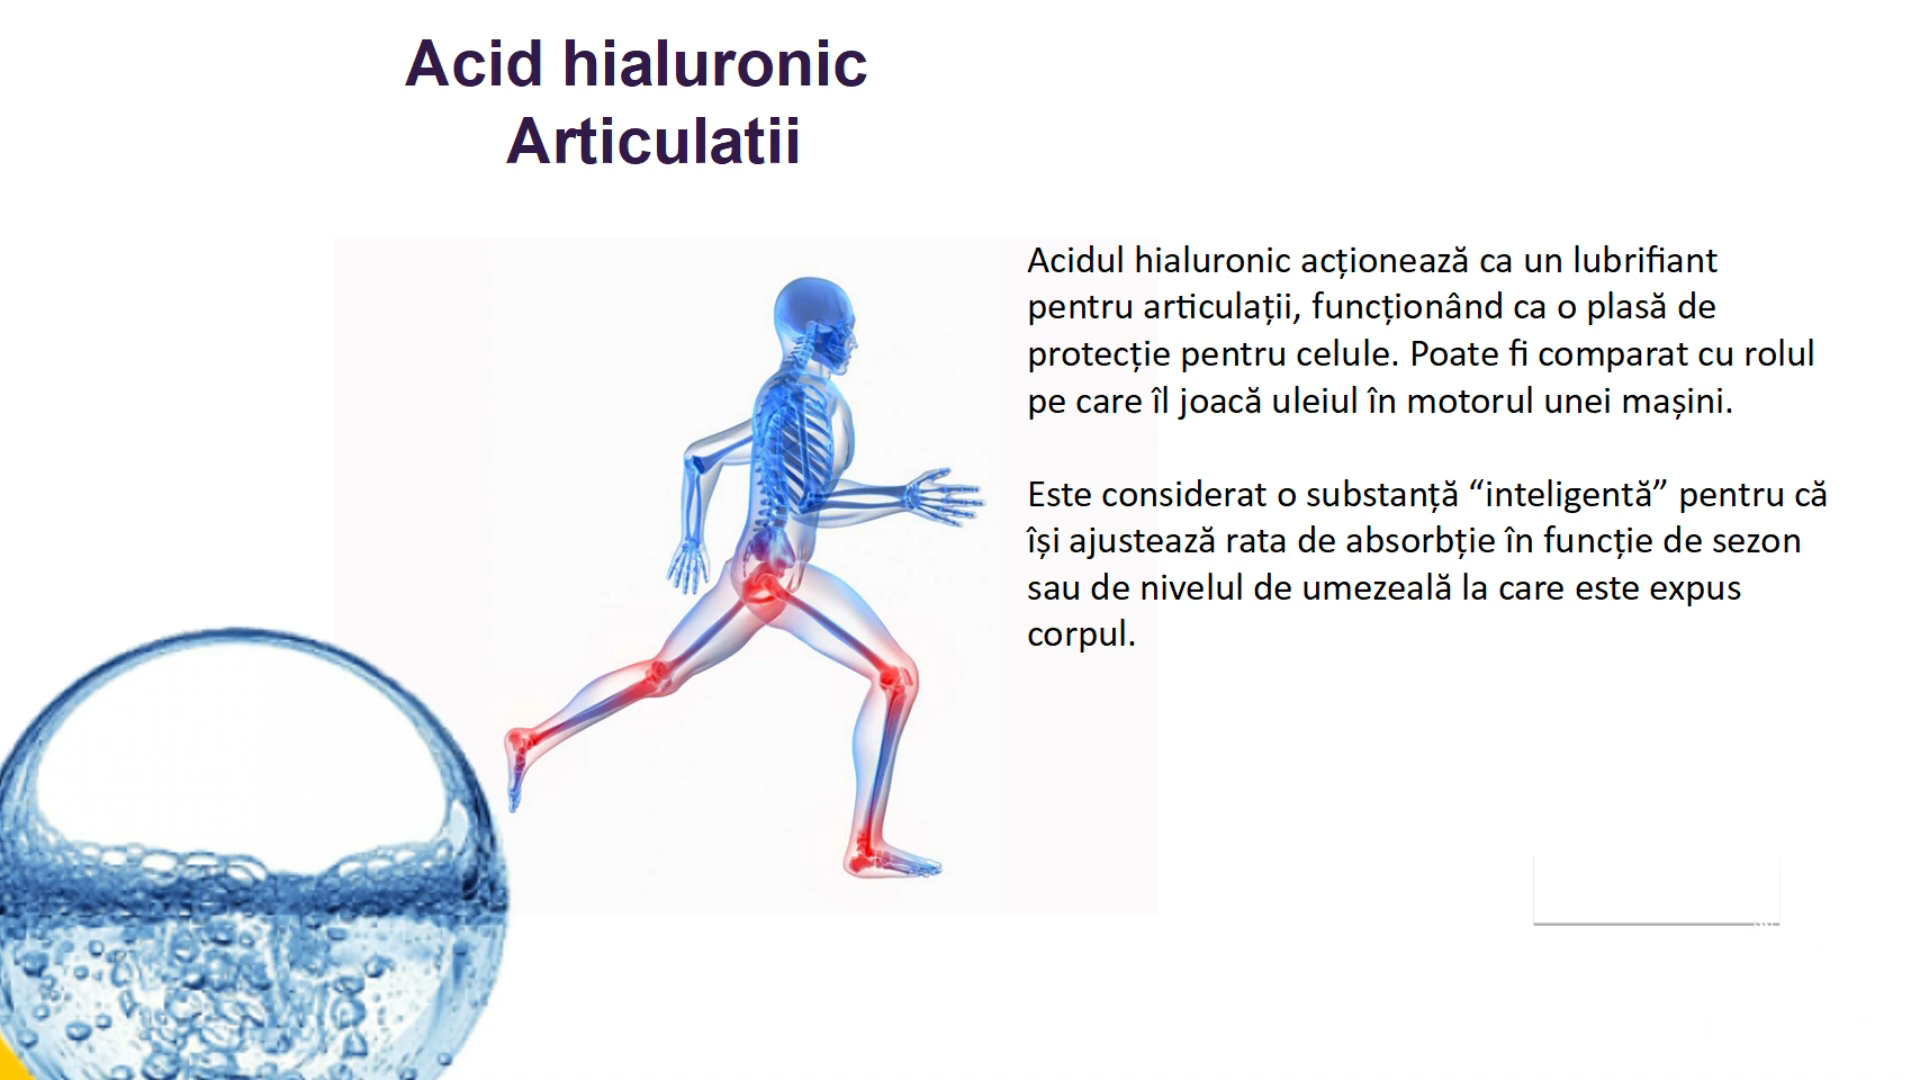 Acid hialuronic
Articulatii
Acidul hialuronic acționează ca un lubrifiant
pentru articulații, funcționând ca o plasă de
protecție pentru celule. Poate fi comparat cu rolul
pe care îl joacă uleiul în motorul unei mașini.
Este considerat o substanță “inteligentă” pentru că
își ajustează rata de absorbție în funcție de sezon
sau de nivelul de umezeală la care este expus
corpul.